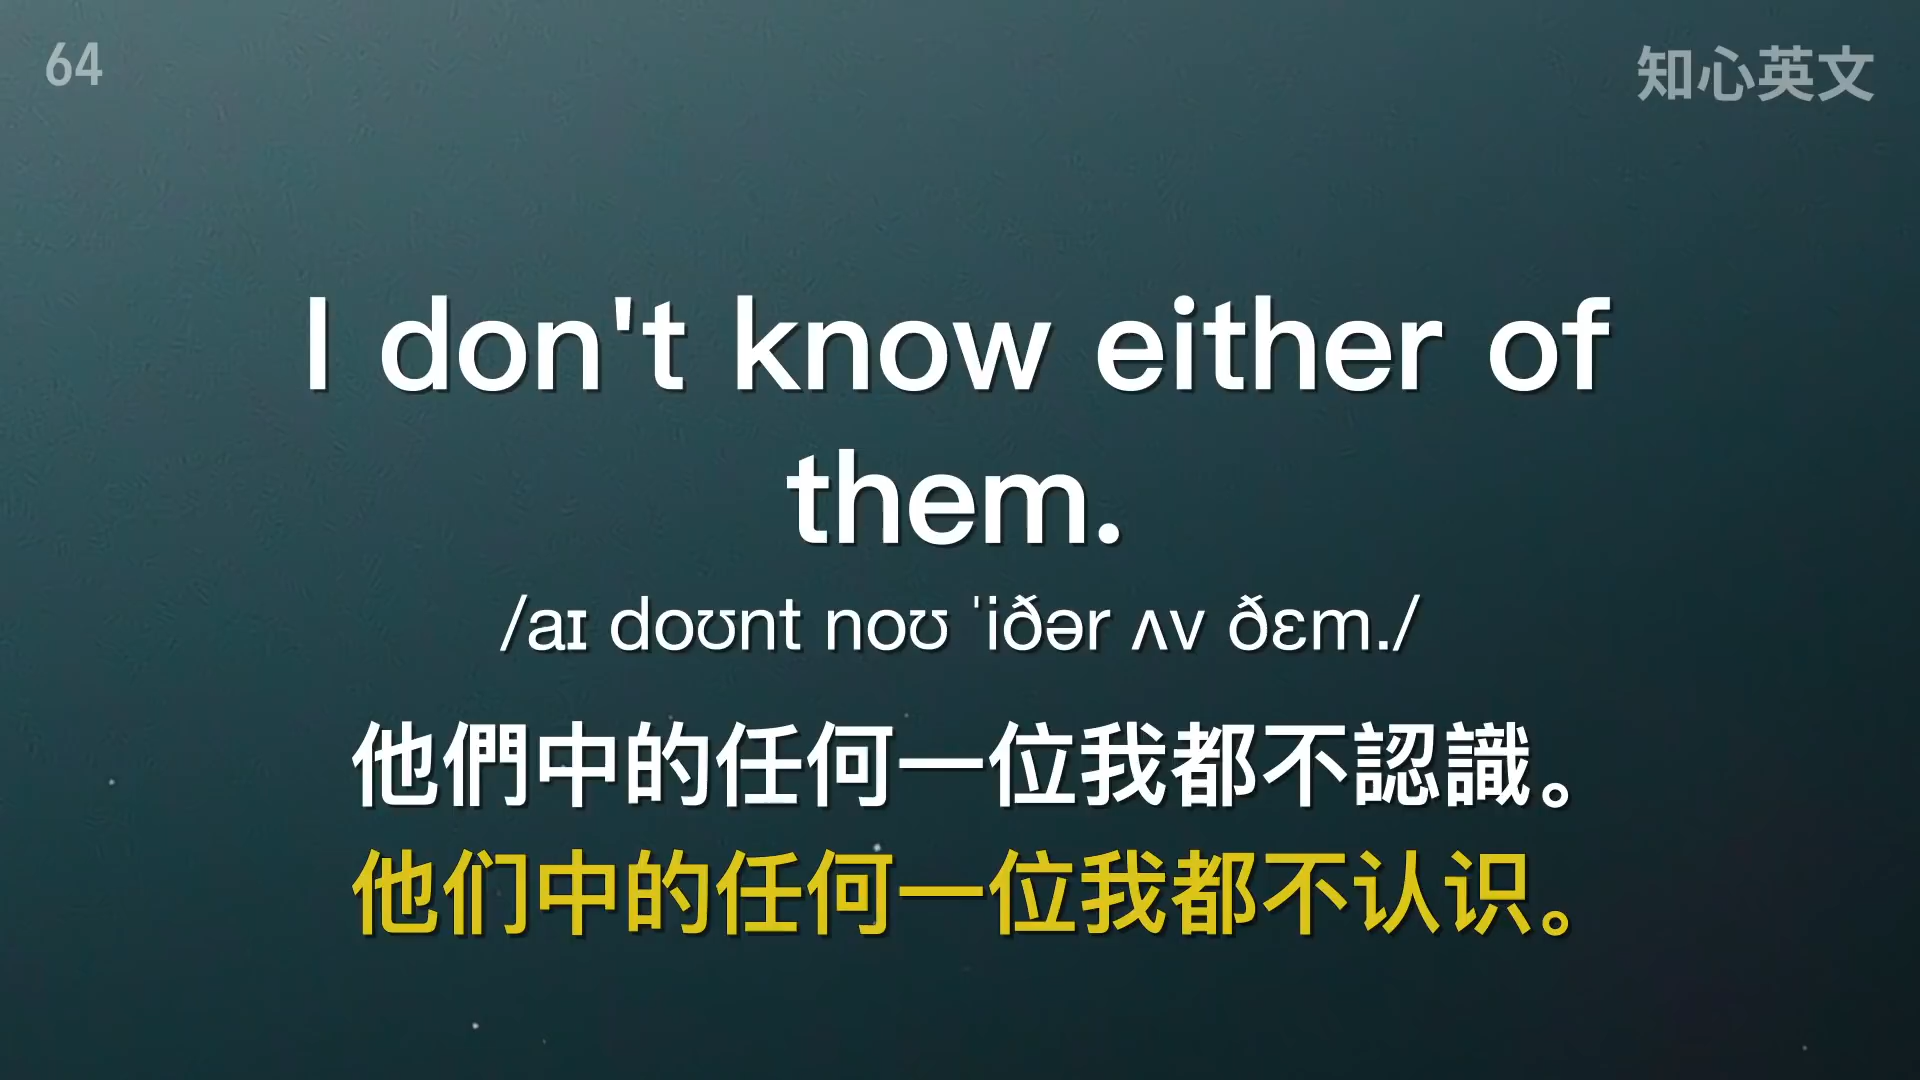 64
知心英文
I don't know either of
them.
/aɪ doʊnt noʊ ˈiðər ʌv ðɛm./
他們中的任何一位我都不認識。
他们中的任何一位我都不认识。